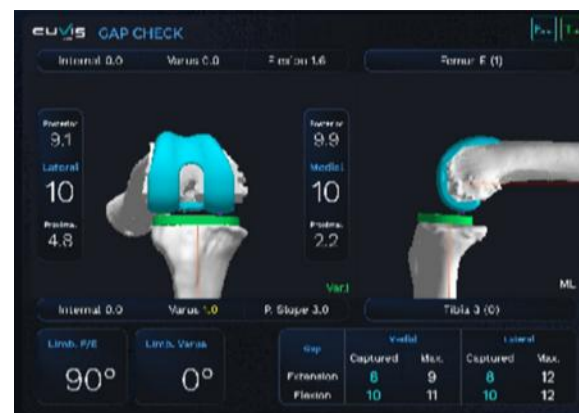 CUVIS GAP CHECK
Internal 0.0 Varus 0.0 Flexion 1.6 Femur E (1)
Posterior
9.1
Lateral
10
4.8
Posterior
9.9
Medial
10
2.2
Var.
ML
Internal 0.0 Varus 1.0 P. Slope 3.0 Tibia 3 (0)
Limb. F/E Limb. Varus
90° 0°
Gap Medial Lateral
Captured Max. Captured Max.
Extension 8 9 8 12
Flexion 10 11 10 12